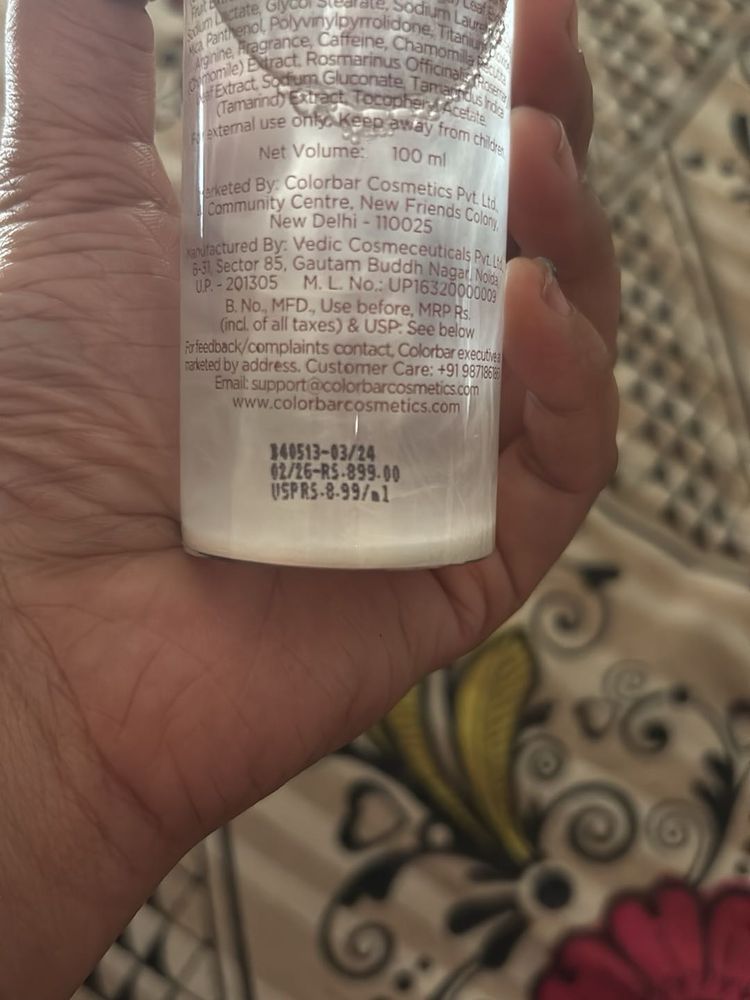 Leaf
Sodium Lactate, Glycol Stearate, Sodium
Mica, Panthenol, Polyvinylpyrrolidone, Titanium
Arginine, Fragrance, Caffeine, Chamomilla
(Chamomile) Extract, Rosmarinus Officinalis
Leaf Extract, Sodium Gluconate, Tamarindus Indica
(Tamarind) Extract, Tocopheryl Acetate.
For external use only. Keep away from children
Net Volume: 100 ml
Marketed By: Colorbar Cosmetics Pvt. Ltd.
Community Centre, New Friends Colony,
New Delhi - 110025
Manufactured By: Vedic Cosmeceuticals Pvt. Ltd
G-31, Sector 85, Gautam Buddh Nagar, Noida
U.P. - 201305 M. L. No.: UP16320000009
B. No., MFD., Use before, MRP Rs.
(incl. of all taxes) & USP: See below
For feedback/complaints contact, Colorbar executive
marketed by address. Customer Care:
Email: support@colorbarcosmetics.com
www.colorbarcosmetics.com
B40513-03/24
02/26-RS.899.00
USPRS.8.99/ml